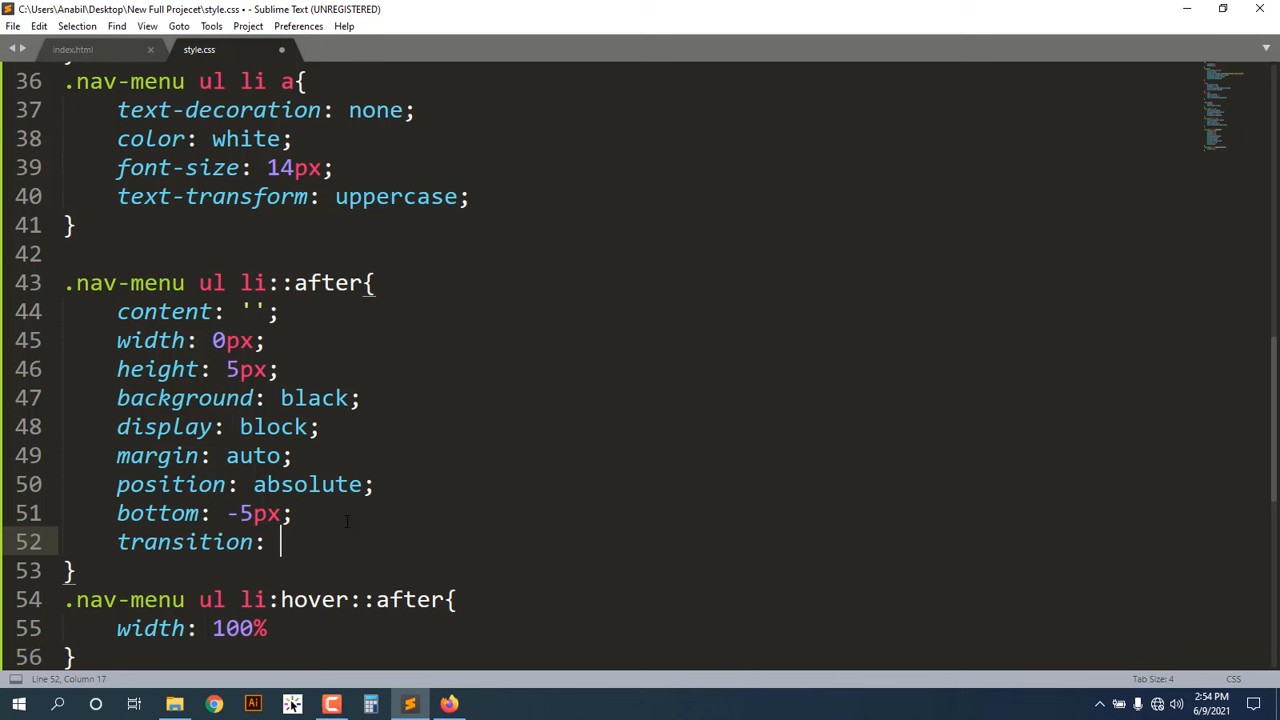 C:\Users\Anabil\Desktop\New Full Projecet\style.css • - Sublime Text (UNREGISTERED)
File Edit Selection Find View Goto Tools Project Preferences Help
index.html style.css
36 .nav-menu ul li a{
37 text-decoration: none;
38 color: white;
39 font-size: 14px;
40 text-transform: uppercase;
41 }
42
43 .nav-menu ul li::after{
44 content: '';
45 width: 0px;
46 height: 5px;
47 background: black;
48 display: block;
49 margin: auto;
50 position: absolute;
51 bottom: -5px;
52 transition:
53 }
54 .nav-menu ul li:hover::after{
55 width: 100%
56 }
Line 52, Column 17 Tab Size: 4 CSS
Ai
2:54 PM
6/9/2021